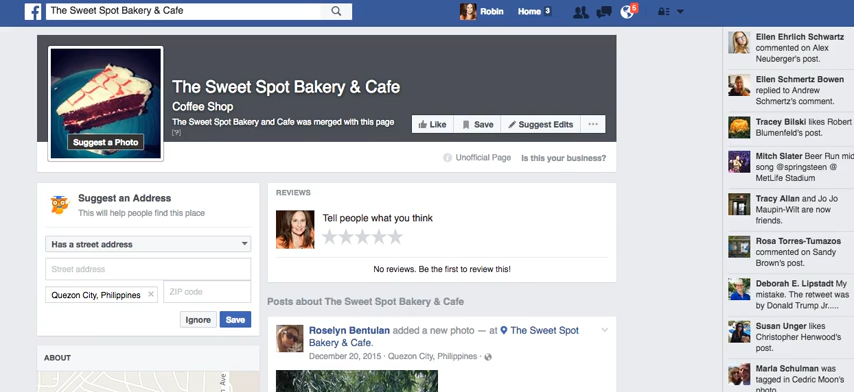 The Sweet Spot Bakery & Cafe
Robin
Home 3
5
The Sweet Spot Bakery & Cafe
Coffee Shop
The Sweet Spot Bakery and Cafe was merged with this page
[?]
Suggest a Photo
Like
Save
Suggest Edits
Unofficial Page
Is this your business?
Suggest an Address
This will help people find this place
Has a street address
Street address
Quezon City, Philippines
ZIP code
Ignore
Save
ABOUT
Ave
REVIEWS
Tell people what you think
No reviews. Be the first to review this!
Posts about The Sweet Spot Bakery & Cafe
Roselyn Bentulan added a new photo — at The Sweet Spot
Bakery & Cafe.
December 20, 2015 · Quezon City, Philippines ·
Ellen Ehrlich Schwartz
commented on Alex
Neuberger's post.
Ellen Schmertz Bowen
replied to Andrew
Schmertz's comment.
Tracey Bilski likes Robert
Blumenfeld's post.
Mitch Slater Beer Run mid
song @springsteen @
MetLife Stadium
Tracy Allan and Jo Jo
Maupin-Wilt are now
friends.
Rosa Torres-Tumazos
commented on Sandy
Brown's post.
Deborah E. Lipstadt My
mistake. The retweet was
by Donald Trump Jr.....
Susan Unger likes
Christopher Henwood's
post.
Marla Schulman was
tagged in Cedric Moon's
photo.